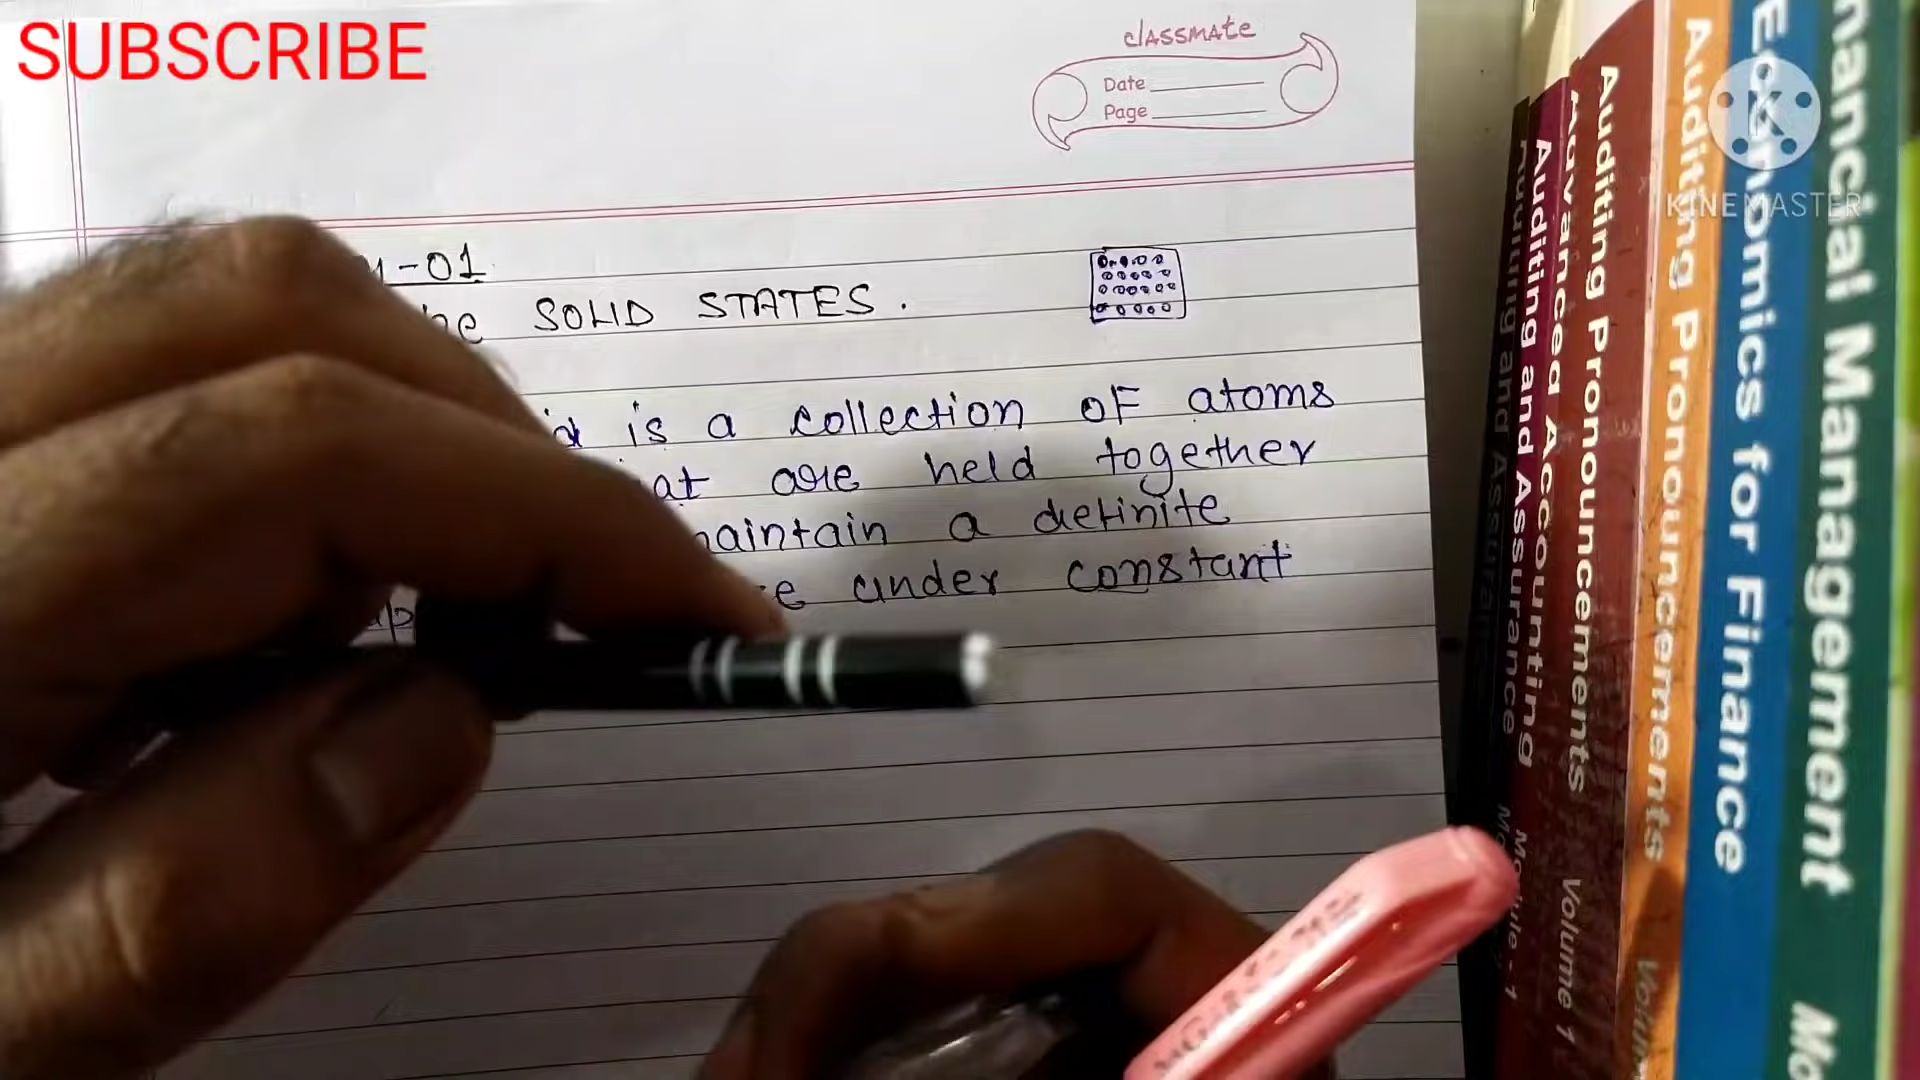 SUBSCRIBE
classmate
Date
Page
-01
SOLID STATES.
is a collection OF atoms
at are held together
maintain a definite
under constant
Auditing and Assurance
Auditing and Assurance Module-1
Advanced Accounting
Auditing Pronouncements Volume 1
Auditing Pronouncements
Economics for Finance
Financial Management
K
KINEMASTER